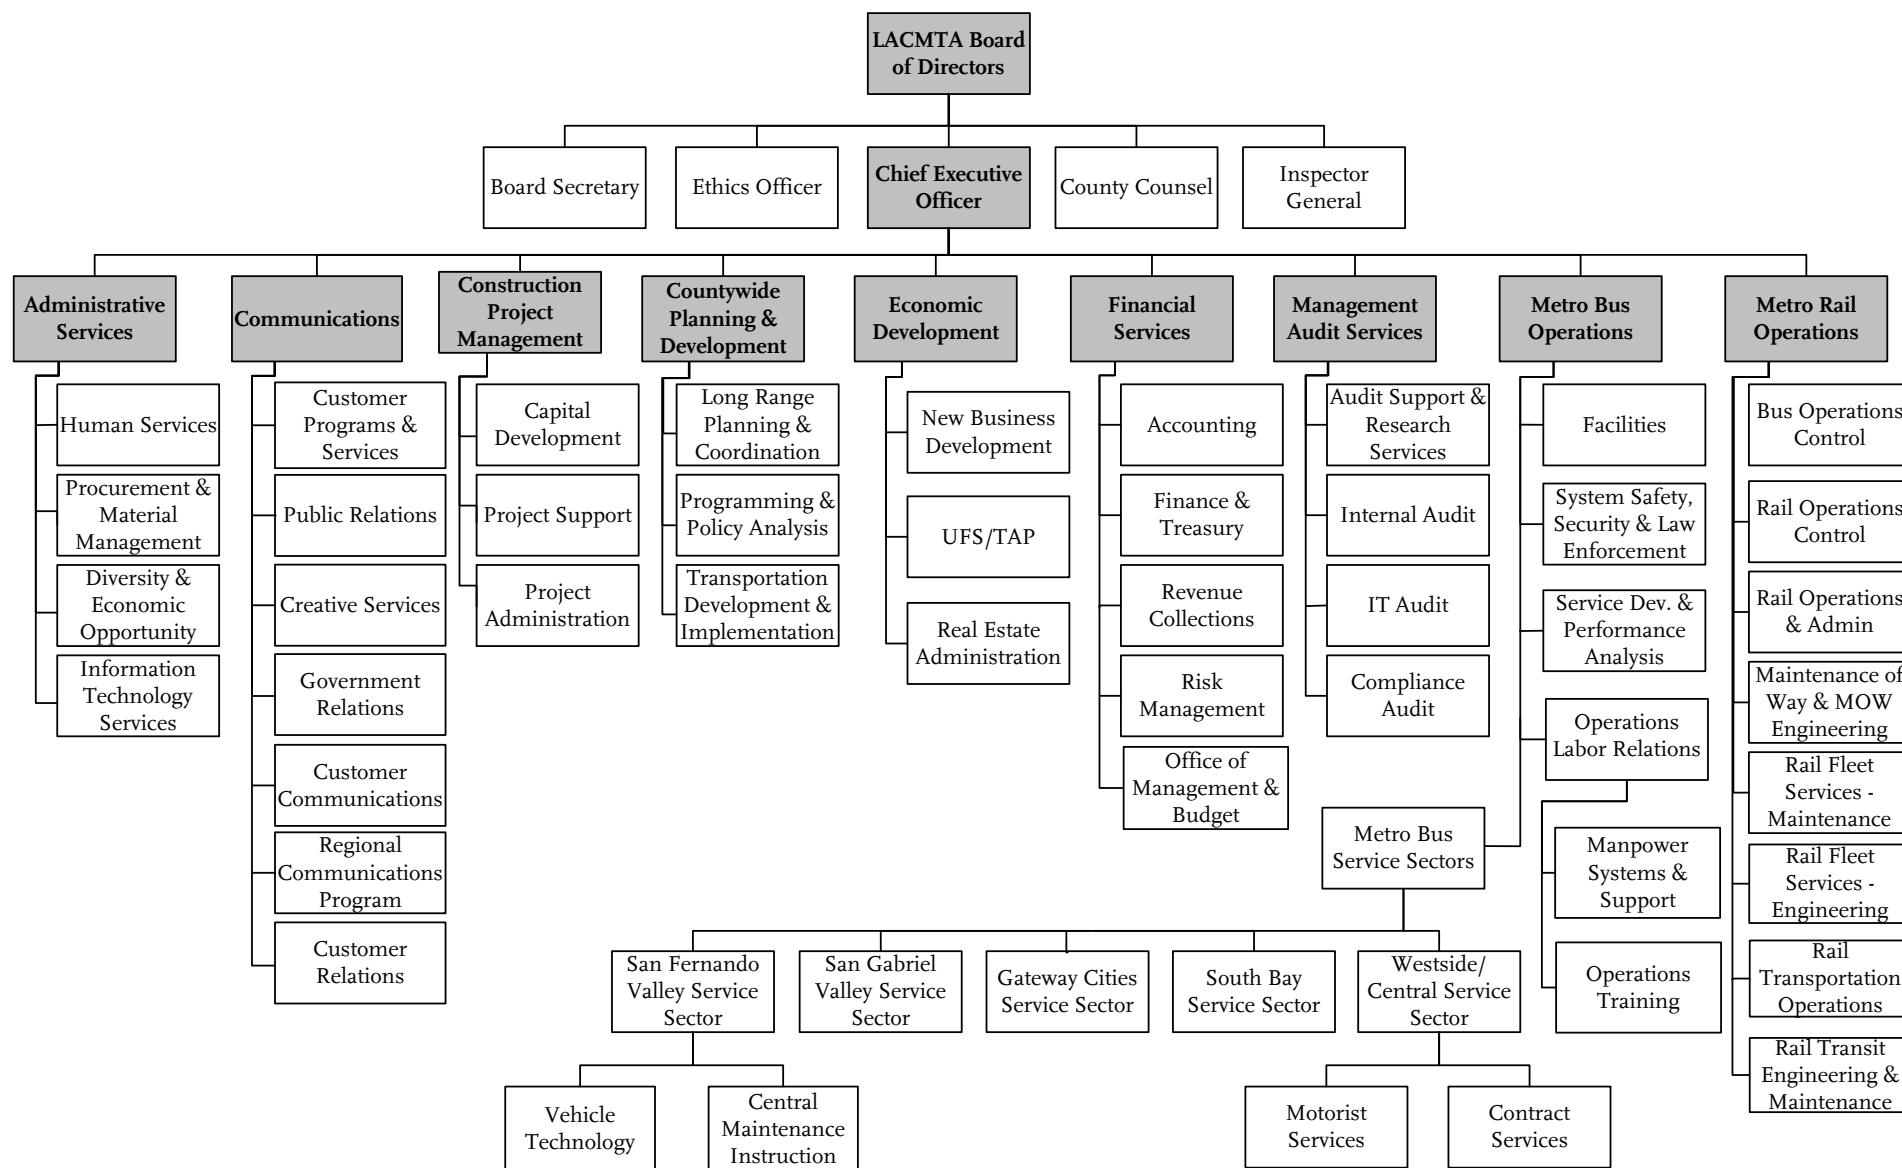 LACMTA Board
of Directors
Board Secretary
Ethics Officer
Chief Executive
Officer
County Counsel
Inspector
General
Administrative
Services
Communications
Construction
Project
Management
Countywide
Planning &
Development
Economic
Development
Financial
Services
Management
Audit Services
Metro Bus
Operations
Metro Rail
Operations
Human Services
Procurement &
Material
Management
Diversity &
Economic
Opportunity
Information
Technology
Services
Customer
Programs &
Services
Public Relations
Creative Services
Government
Relations
Customer
Communications
Regional
Communications
Program
Customer
Relations
Capital
Development
Project Support
Project
Administration
Long Range
Planning &
Coordination
Programming &
Policy Analysis
Transportation
Development &
Implementation
New Business
Development
UFS/TAP
Real Estate
Administration
Accounting
Finance &
Treasury
Revenue
Collections
Risk
Management
Office of
Management &
Budget
Audit Support &
Research
Services
Internal Audit
IT Audit
Compliance
Audit
Facilities
System Safety,
Security & Law
Enforcement
Service Dev. &
Performance
Analysis
Operations
Labor Relations
Manpower
Systems &
Support
Operations
Training
Metro Bus
Service Sectors
San Fernando
Valley Service
Sector
San Gabriel
Valley Service
Sector
Gateway Cities
Service Sector
South Bay
Service Sector
Westside/
Central Service
Sector
Vehicle
Technology
Central
Maintenance
Instruction
Motorist
Services
Contract
Services
Bus Operations
Control
Rail Operations
Control
Rail Operations
& Admin
Maintenance of
Way & MOW
Engineering
Rail Fleet
Services -
Maintenance
Rail Fleet
Services -
Engineering
Rail
Transportation
Operations
Rail Transit
Engineering &
Maintenance